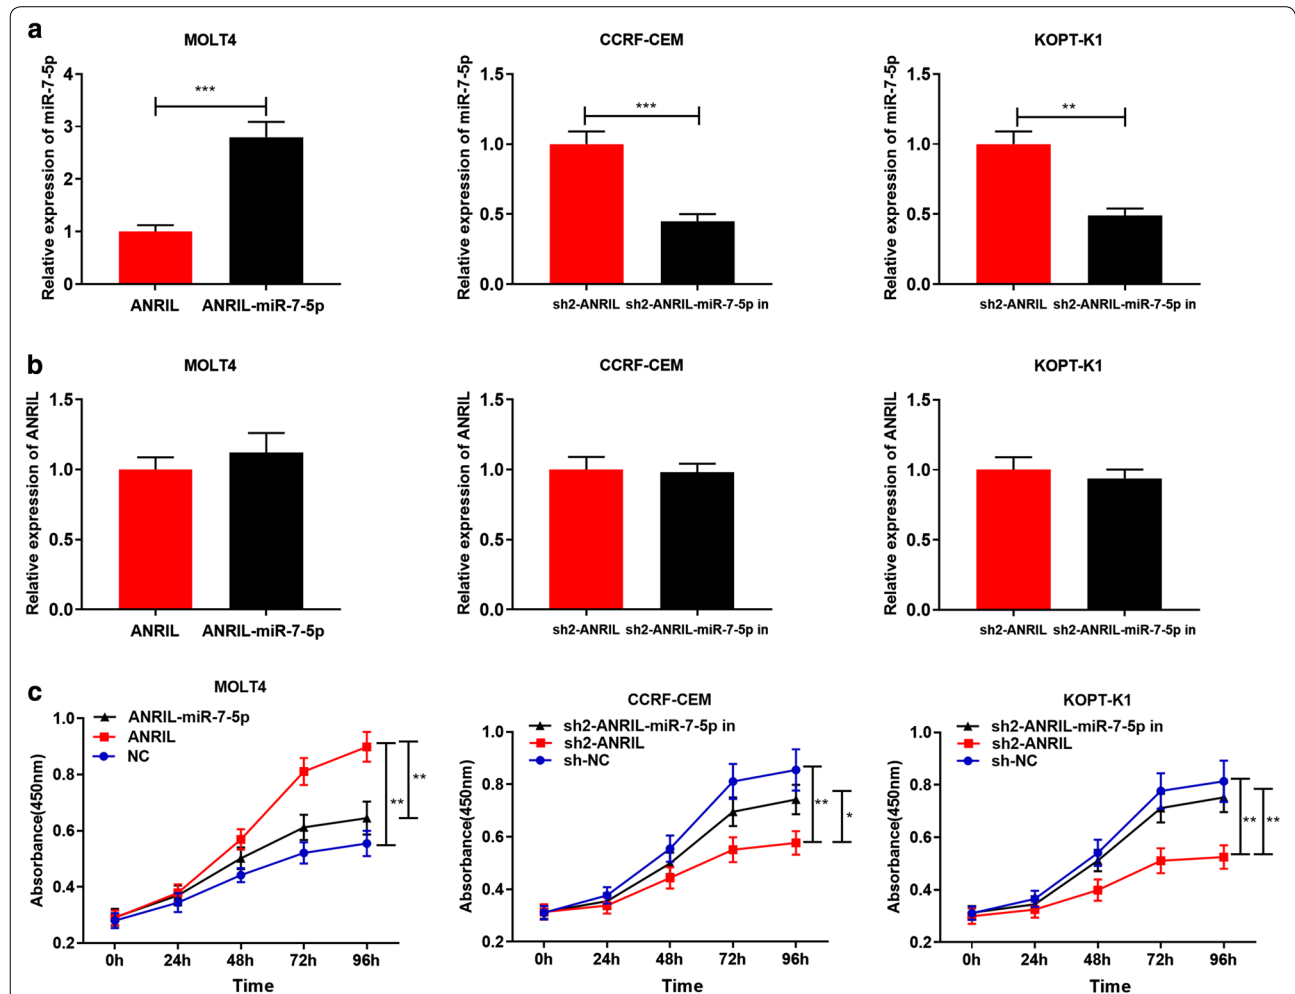 a
MOLT4
Relative expression of miR-7-5p
4
3
2
1
0
***
ANRIL
ANRIL-miR-7-5p
CCRF-CEM
Relative expression of miR-7-5p
1.5
1.0
0.5
0.0
***
sh2-ANRIL
sh2-ANRIL-miR-7-5p in
KOPT-K1
Relative expression of miR-7-5p
1.5
1.0
0.5
0.0
**
sh2-ANRIL
sh2-ANRIL-miR-7-5p in
b
MOLT4
Relative expression of ANRIL
1.5
1.0
0.5
0.0
ANRIL
ANRIL-miR-7-5p
CCRF-CEM
Relative expression of ANRIL
1.5
1.0
0.5
0.0
sh2-ANRIL
sh2-ANRIL-miR-7-5p in
KOPT-K1
Relative expression of ANRIL
1.5
1.0
0.5
0.0
sh2-ANRIL
sh2-ANRIL-miR-7-5p in
c
MOLT4
ANRIL-miR-7-5p
ANRIL
NC
Absorbance(450nm)
1.0
0.8
0.6
0.4
0.2
**
**
0h
24h
48h
72h
96h
Time
CCRF-CEM
sh2-ANRIL-miR-7-5p in
sh2-ANRIL
sh-NC
Absorbance(450nm)
1.0
0.8
0.6
0.4
0.2
**
*
0h
24h
48h
72h
96h
Time
KOPT-K1
sh2-ANRIL-miR-7-5p in
sh2-ANRIL
sh-NC
Absorbance(450nm)
1.0
0.8
0.6
0.4
0.2
**
**
0h
24h
48h
72h
96h
Time